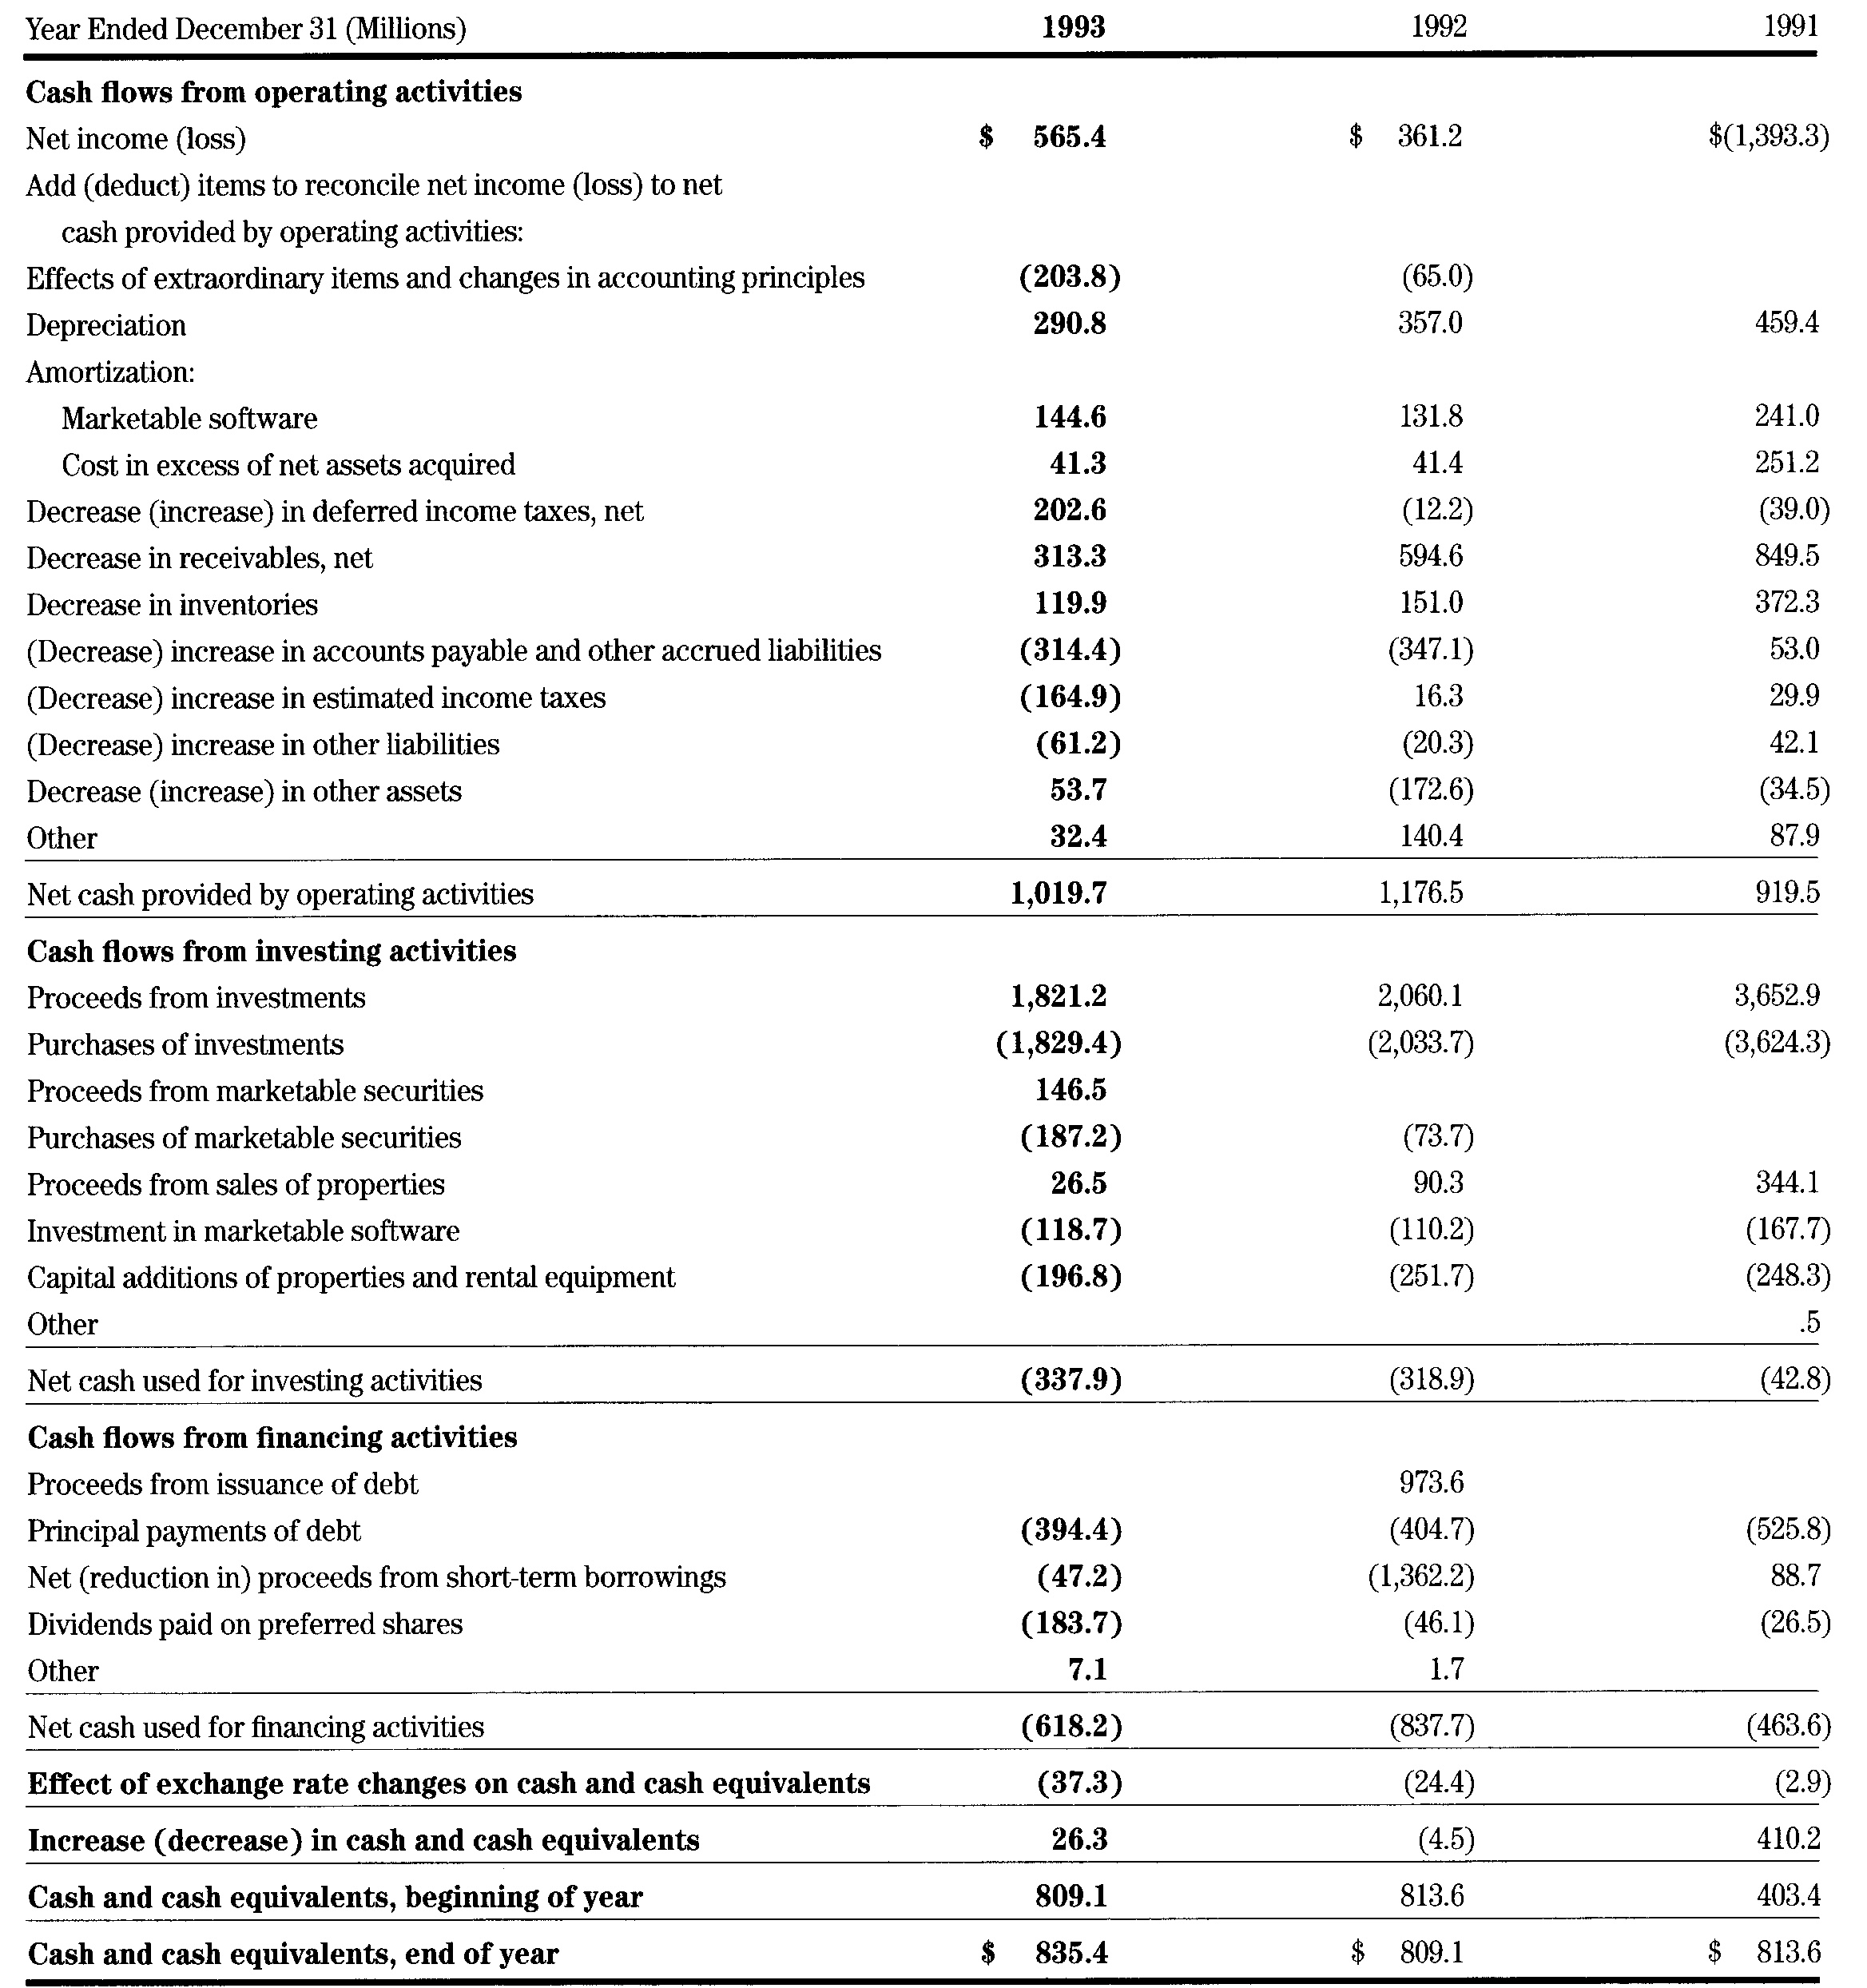 Year Ended December 31 (Millions) 1993 1992 1991
Cash flows from operating activities
Net income (loss) $ 565.4 $ 361.2 $(1,393.3)
Add (deduct) items to reconcile net income (loss) to net
cash provided by operating activities:
Effects of extraordinary items and changes in accounting principles (203.8) (65.0)
Depreciation 290.8 357.0 459.4
Amortization:
Marketable software 144.6 131.8 241.0
Cost in excess of net assets acquired 41.3 41.4 251.2
Decrease (increase) in deferred income taxes, net 202.6 (12.2) (39.0)
Decrease in receivables, net 313.3 594.6 849.5
Decrease in inventories 119.9 151.0 372.3
(Decrease) increase in accounts payable and other accrued liabilities (314.4) (347.1) 53.0
(Decrease) increase in estimated income taxes (164.9) 16.3 29.9
(Decrease) increase in other liabilities (61.2) (20.3) 42.1
Decrease (increase) in other assets 53.7 (172.6) (34.5)
Other 32.4 140.4 87.9
Net cash provided by operating activities 1,019.7 1,176.5 919.5
Cash flows from investing activities
Proceeds from investments 1,821.2 2,060.1 3,652.9
Purchases of investments (1,829.4) (2,033.7) (3,624.3)
Proceeds from marketable securities 146.5
Purchases of marketable securities (187.2) (73.7)
Proceeds from sales of properties 26.5 90.3 344.1
Investment in marketable software (118.7) (110.2) (167.7)
Capital additions of properties and rental equipment (196.8) (251.7) (248.3)
Other .5
Net cash used for investing activities (337.9) (318.9) (42.8)
Cash flows from financing activities
Proceeds from issuance of debt 973.6
Principal payments of debt (394.4) (404.7) (525.8)
Net (reduction in) proceeds from short-term borrowings (47.2) (1,362.2) 88.7
Dividends paid on preferred shares (183.7) (46.1) (26.5)
Other 7.1 1.7
Net cash used for financing activities (618.2) (837.7) (463.6)
Effect of exchange rate changes on cash and cash equivalents (37.3) (24.4) (2.9)
Increase (decrease) in cash and cash equivalents 26.3 (4.5) 410.2
Cash and cash equivalents, beginning of year 809.1 813.6 403.4
Cash and cash equivalents, end of year $ 835.4 $ 809.1 $ 813.6